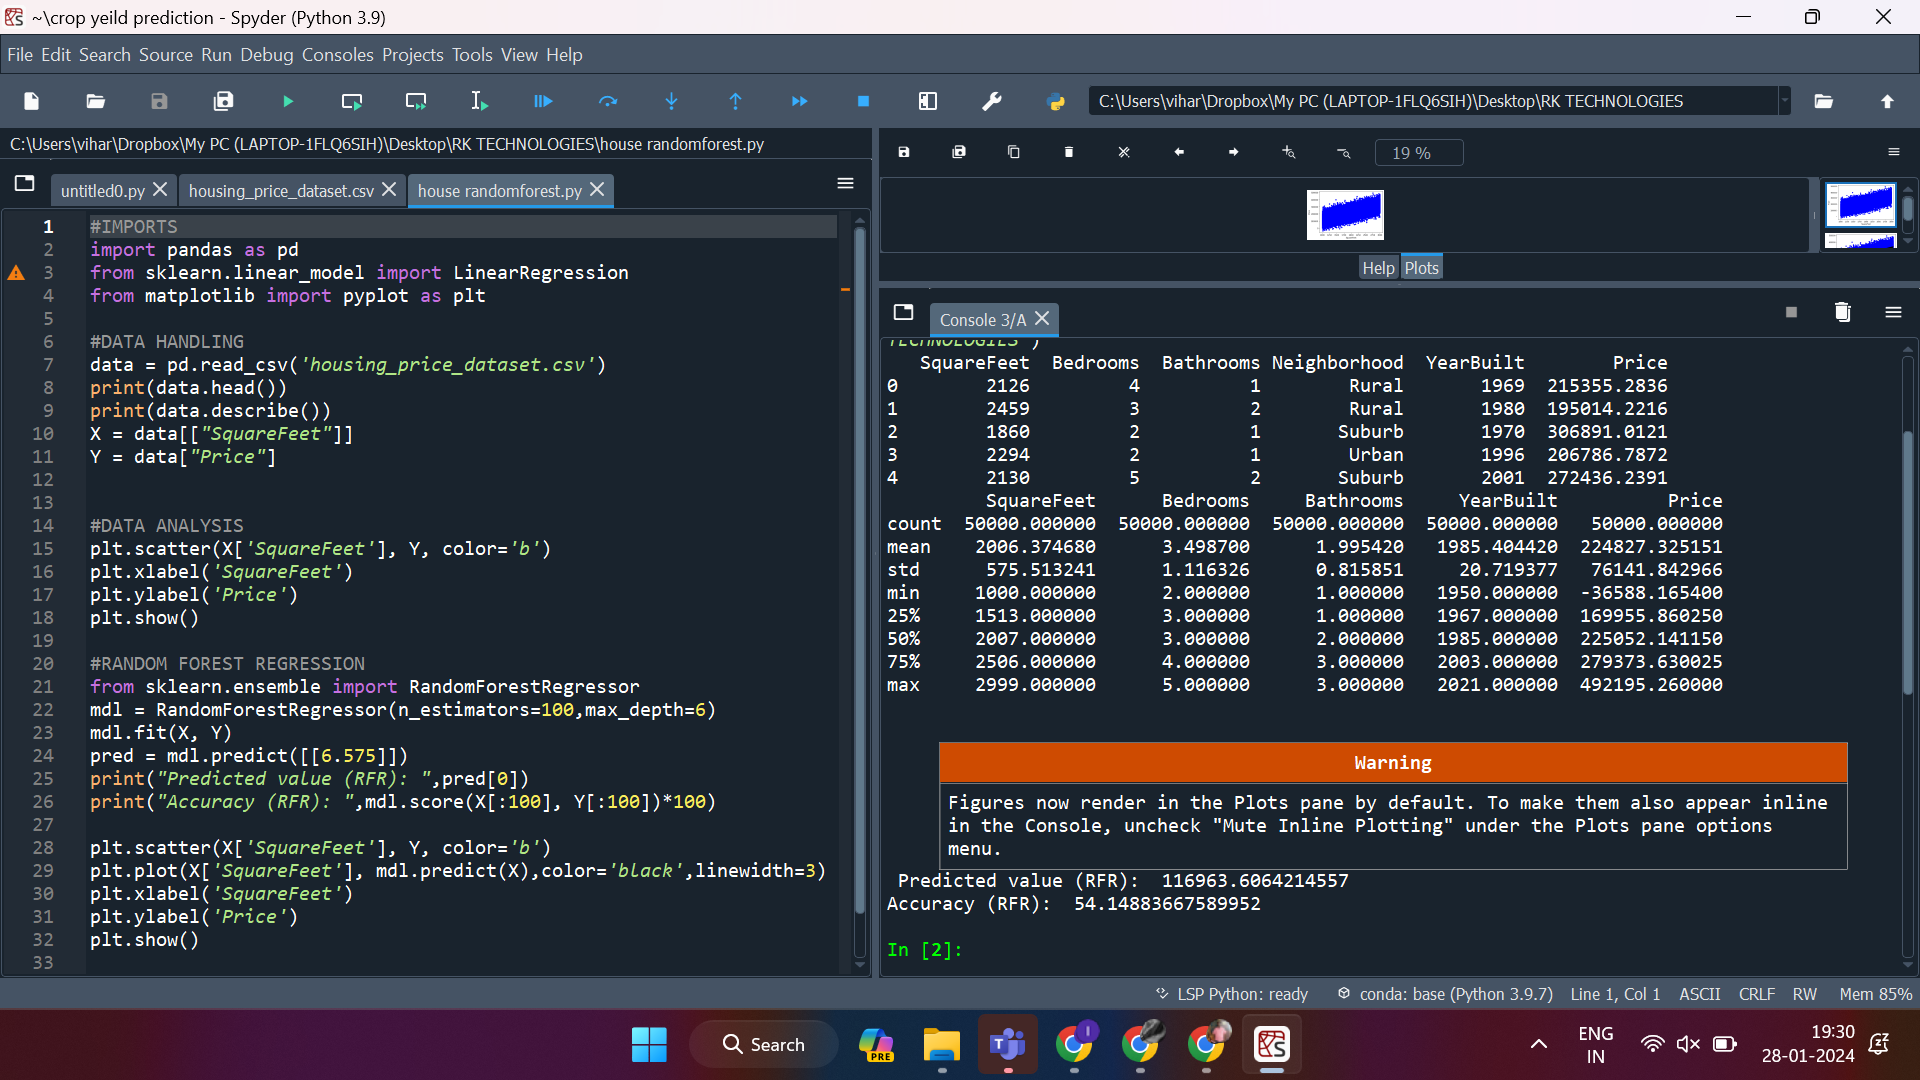 ~\crop yeild prediction - Spyder (Python 3.9)
File Edit Search Source Run Debug Consoles Projects Tools View Help
C:\Users\vihar\Dropbox\My PC (LAPTOP-1FLQ6SIH)\Desktop\RK TECHNOLOGIES
C:\Users\vihar\Dropbox\My PC (LAPTOP-1FLQ6SIH)\Desktop\RK TECHNOLOGIES\house randomforest.py
untitled0.py housing_price_dataset.csv house randomforest.py
1 #IMPORTS
2 import pandas as pd
3 from sklearn.linear_model import LinearRegression
4 from matplotlib import pyplot as plt
5
6 #DATA HANDLING
7 data = pd.read_csv('housing_price_dataset.csv')
8 print(data.head())
9 print(data.describe())
10 X = data[["SquareFeet"]]
11 Y = data["Price"]
12
13
14 #DATA ANALYSIS
15 plt.scatter(X['SquareFeet'], Y, color='b')
16 plt.xlabel('SquareFeet')
17 plt.ylabel('Price')
18 plt.show()
19
20 #RANDOM FOREST REGRESSION
21 from sklearn.ensemble import RandomForestRegressor
22 mdl = RandomForestRegressor(n_estimators=100,max_depth=6)
23 mdl.fit(X, Y)
24 pred = mdl.predict([[6.575]])
25 print("Predicted value (RFR): ",pred[0])
26 print("Accuracy (RFR): ",mdl.score(X[:100], Y[:100])*100)
27
28 plt.scatter(X['SquareFeet'], Y, color='b')
29 plt.plot(X['SquareFeet'], mdl.predict(X),color='black',linewidth=3)
30 plt.xlabel('SquareFeet')
31 plt.ylabel('Price')
32 plt.show()
33
19 %
Help Plots
Console 3/A
TECHNOLOGIES')
SquareFeet Bedrooms Bathrooms Neighborhood YearBuilt Price
0 2126 4 1 Rural 1969 215355.2836
1 2459 3 2 Rural 1980 195014.2216
2 1860 2 1 Suburb 1970 306891.0121
3 2294 2 1 Urban 1996 206786.7872
4 2130 5 2 Suburb 2001 272436.2391
SquareFeet Bedrooms Bathrooms YearBuilt Price
count 50000.000000 50000.000000 50000.000000 50000.000000 50000.000000
mean 2006.374680 3.498700 1.995420 1985.404420 224827.325151
std 575.513241 1.116326 0.815851 20.719377 76141.842966
min 1000.000000 2.000000 1.000000 1950.000000 -36588.165400
25% 1513.000000 3.000000 1.000000 1967.000000 169955.860250
50% 2007.000000 3.000000 2.000000 1985.000000 225052.141150
75% 2506.000000 4.000000 3.000000 2003.000000 279373.630025
max 2999.000000 5.000000 3.000000 2021.000000 492195.260000
Warning
Figures now render in the Plots pane by default. To make them also appear inline
in the Console, uncheck "Mute Inline Plotting" under the Plots pane options
menu.
Predicted value (RFR): 116963.6064214557
Accuracy (RFR): 54.14883667589952
In [2]:
LSP Python: ready conda: base (Python 3.9.7) Line 1, Col 1 ASCII CRLF RW Mem 85%
Search
PRE
ENG
IN
19:30
28-01-2024